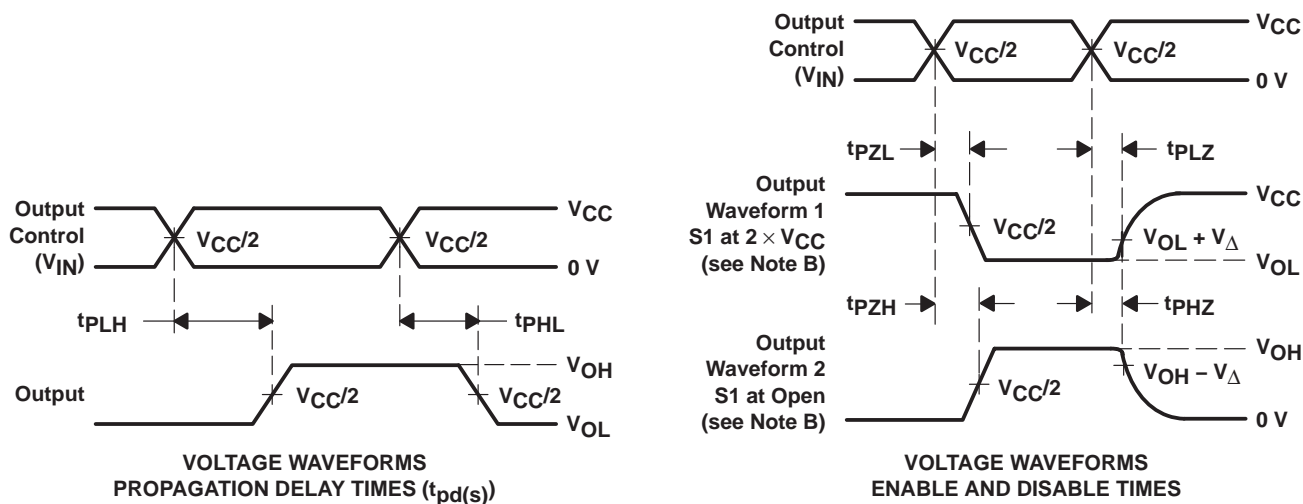 Output
Control
(VIN)
VCC
VCC/2
VCC/2
0 V
tPLH
tPHL
Output
VOH
VCC/2
VCC/2
VOL
VOLTAGE WAVEFORMS
PROPAGATION DELAY TIMES (tpd(s))
Output
Control
(VIN)
VCC
VCC/2
VCC/2
0 V
tPZL
tPLZ
Output
Waveform 1
S1 at 2 × VCC
(see Note B)
VCC
VCC/2
VOL + VΔ
VOL
tPZH
tPHZ
Output
Waveform 2
S1 at Open
(see Note B)
VOH
VCC/2
VOH − VΔ
0 V
VOLTAGE WAVEFORMS
ENABLE AND DISABLE TIMES